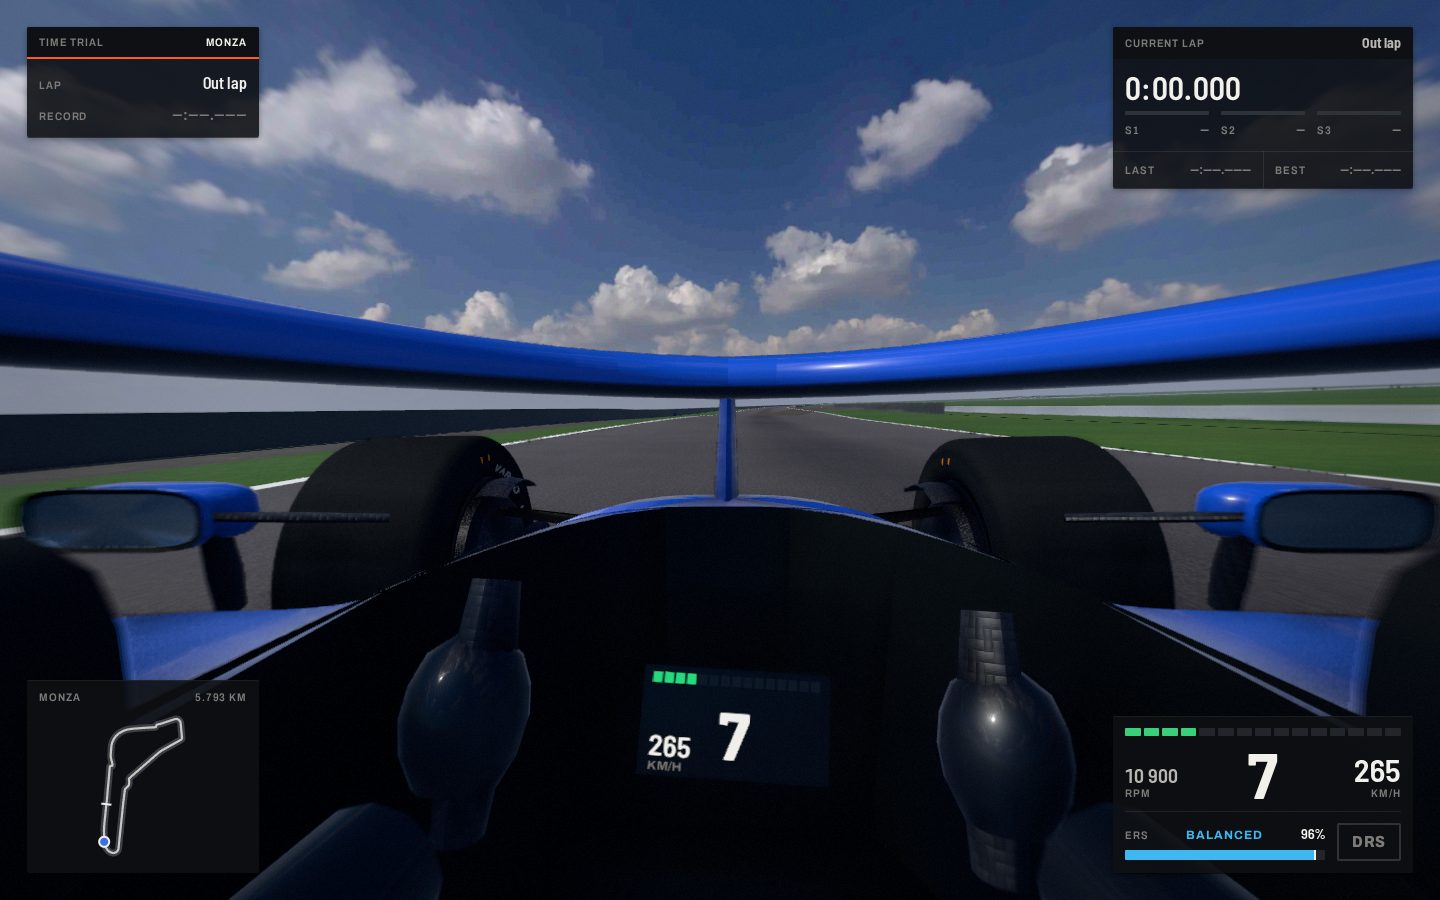 TIME TRIAL MONZA
LAP Out lap
RECORD –:––.–––
CURRENT LAP Out lap
0:00.000
S1 – S2 – S3 –
LAST –:––.––– BEST –:––.–––
MONZA 5.793 KM
265 7
KM/H
10 900 7 265
RPM KM/H
ERS BALANCED 96% DRS